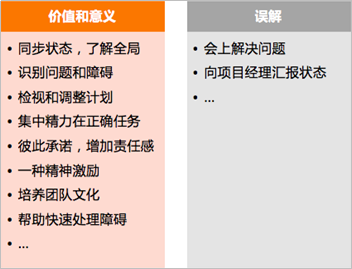 价值和意义
• 同步状态，了解全局
• 识别问题和障碍
• 检视和调整计划
• 集中精力在正确任务
• 彼此承诺，增加责任感
• 一种精神激励
• 培养团队文化
• 帮助快速处理障碍
• ...
误解
• 会上解决问题
• 向项目经理汇报状态
• ...